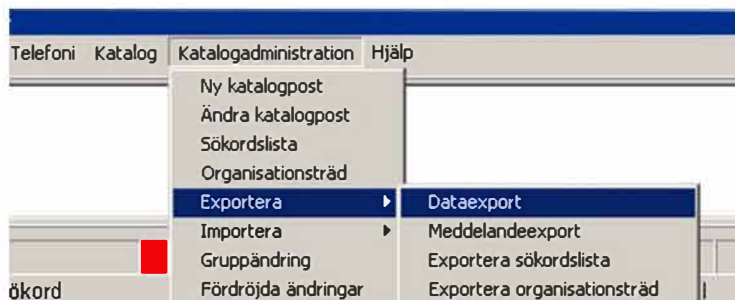 Telefoni Katalog Katalogadministration Hjälp
Ny katalogpost
Ändra katalogpost
Sökordslista
Organisationsträd
Exportera
Importera
Gruppändring
Fördröjda ändringar
Dataexport
Meddelandeexport
Exportera sökordslista
Exportera organisationsträd
ökord